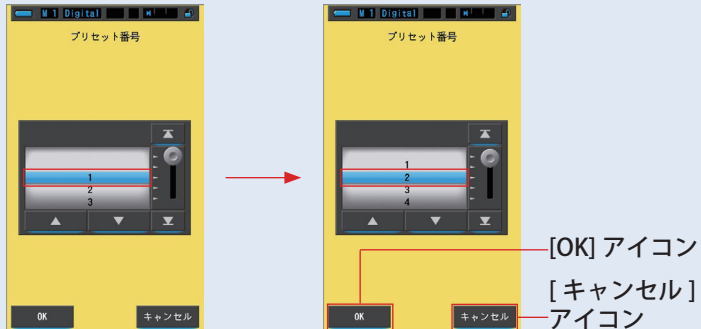 M 1 Digital M
プリセット番号
1
2
3
OK キャンセル
M 1 Digital M
プリセット番号
1
2
3
4
OK キャンセル
[OK] アイコン
[ キャンセル ]
アイコン